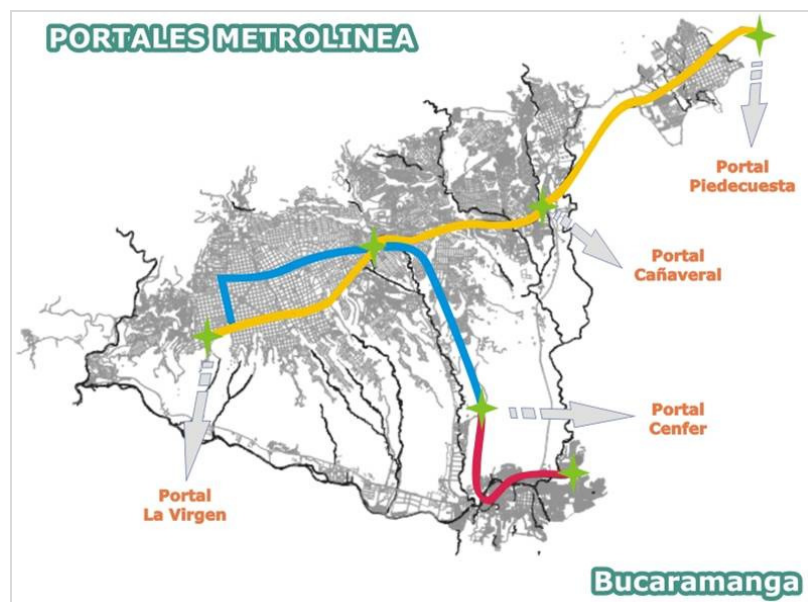 PORTALES METROLINEA
Portal
Piedecuesta
Portal
Cañaveral
Portal
Cenfer
Portal
La Virgen
Bucaramanga